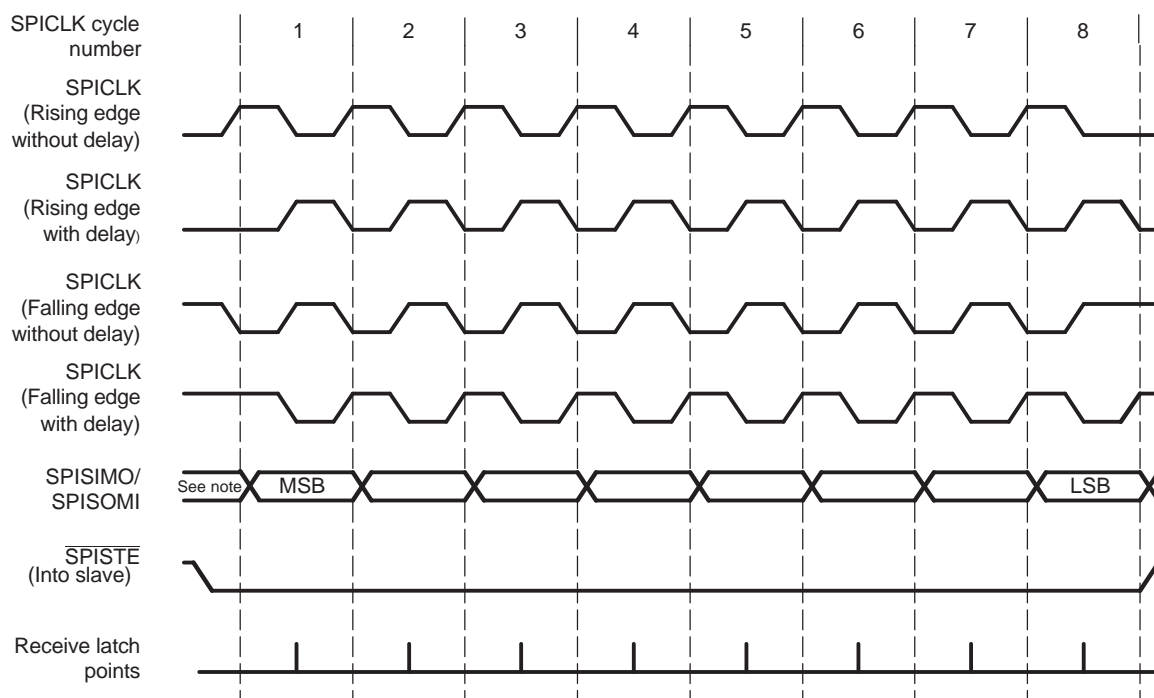 SPICLK cycle
number
1 2 3 4 5 6 7 8
SPICLK
(Rising edge
without delay)
SPICLK
(Rising edge
with delay)
SPICLK
(Falling edge
without delay)
SPICLK
(Falling edge
with delay)
SPISIMO/
SPISOMI
See note MSB LSB
SPISTE
(Into slave)
Receive latch
points